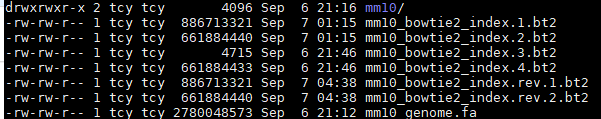 drwxrwxr-x 2 tcy tcy 4096 Sep 6 21:16 mm10/
-rw-rw-r-- 1 tcy tcy 886713321 Sep 7 01:15 mm10_bowtie2_index.1.bt2
-rw-rw-r-- 1 tcy tcy 661884440 Sep 7 01:15 mm10_bowtie2_index.2.bt2
-rw-rw-r-- 1 tcy tcy 4715 Sep 6 21:46 mm10_bowtie2_index.3.bt2
-rw-rw-r-- 1 tcy tcy 661884433 Sep 6 21:46 mm10_bowtie2_index.4.bt2
-rw-rw-r-- 1 tcy tcy 886713321 Sep 7 04:38 mm10_bowtie2_index.rev.1.bt2
-rw-rw-r-- 1 tcy tcy 661884440 Sep 7 04:38 mm10_bowtie2_index.rev.2.bt2
-rw-rw-r-- 1 tcy tcy 2780048573 Sep 6 21:12 mm10_genome.fa